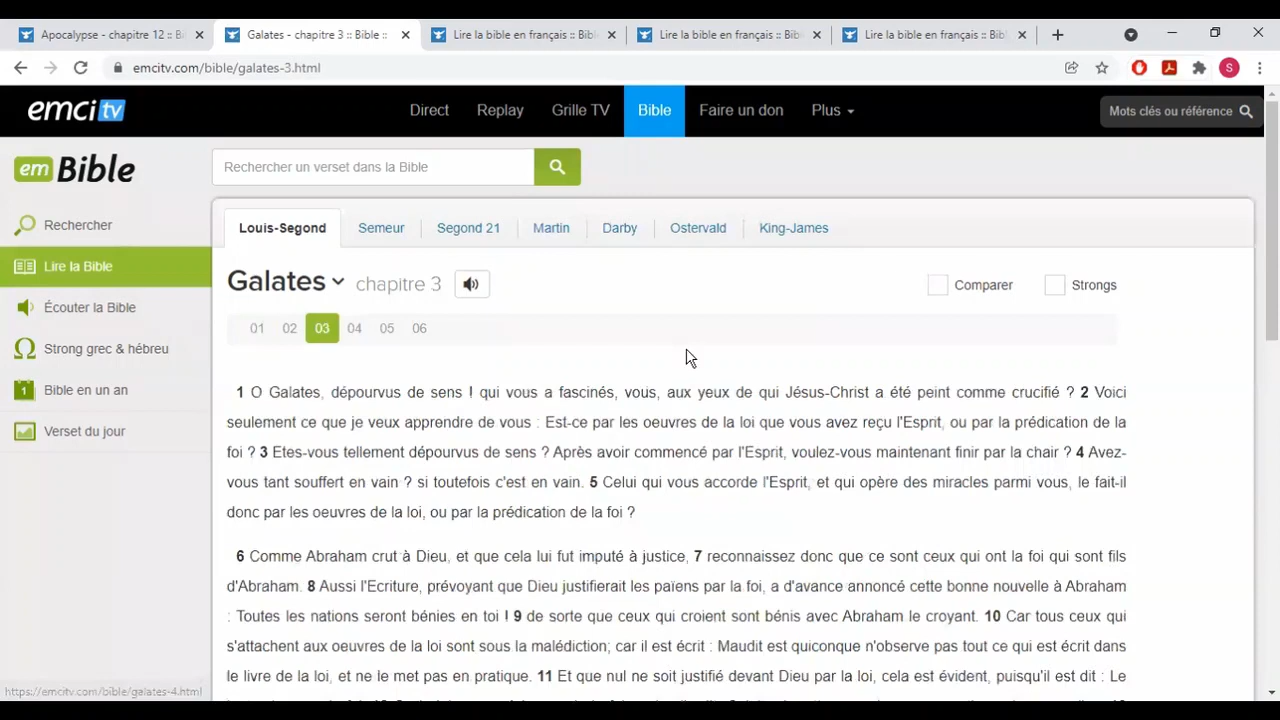 Apocalypse - chapitre 12 :: Bi
Galates - chapitre 3 :: Bible ::
Lire la bible en français :: Bib
Lire la bible en français :: Bib
Lire la bible en français :: Bib
emcitv.com/bible/galates-3.html
S
emci tv
Direct
Replay
Grille TV
Bible
Faire un don
Plus
Mots clés ou référence
em Bible
Rechercher un verset dans la Bible
Rechercher
Lire la Bible
Écouter la Bible
Strong grec & hébreu
1 Bible en un an
Verset du jour
Louis-Segond
Semeur
Segond 21
Martin
Darby
Ostervald
King-James
Galates chapitre 3
Comparer
Strongs
01 02 03 04 05 06
1 O Galates, dépourvus de sens ! qui vous a fascinés, vous, aux yeux de qui Jésus-Christ a été peint comme crucifié ? 2 Voici
seulement ce que je veux apprendre de vous : Est-ce par les oeuvres de la loi que vous avez reçu l'Esprit, ou par la prédication de la
foi ? 3 Etes-vous tellement dépourvus de sens ? Après avoir commencé par l'Esprit, voulez-vous maintenant finir par la chair ? 4 Avez-
vous tant souffert en vain ? si toutefois c'est en vain. 5 Celui qui vous accorde l'Esprit, et qui opère des miracles parmi vous, le fait-il
donc par les oeuvres de la loi, ou par la prédication de la foi ?
6 Comme Abraham crut à Dieu, et que cela lui fut imputé à justice, 7 reconnaissez donc que ce sont ceux qui ont la foi qui sont fils
d'Abraham. 8 Aussi l'Ecriture, prévoyant que Dieu justifierait les païens par la foi, a d'avance annoncé cette bonne nouvelle à Abraham
: Toutes les nations seront bénies en toi ! 9 de sorte que ceux qui croient sont bénis avec Abraham le croyant. 10 Car tous ceux qui
s'attachent aux oeuvres de la loi sont sous la malédiction; car il est écrit : Maudit est quiconque n'observe pas tout ce qui est écrit dans
le livre de la loi, et ne le met pas en pratique. 11 Et que nul ne soit justifié devant Dieu par la loi, cela est évident, puisqu'il est dit : Le
https://emcitv.com/bible/galates-4.html